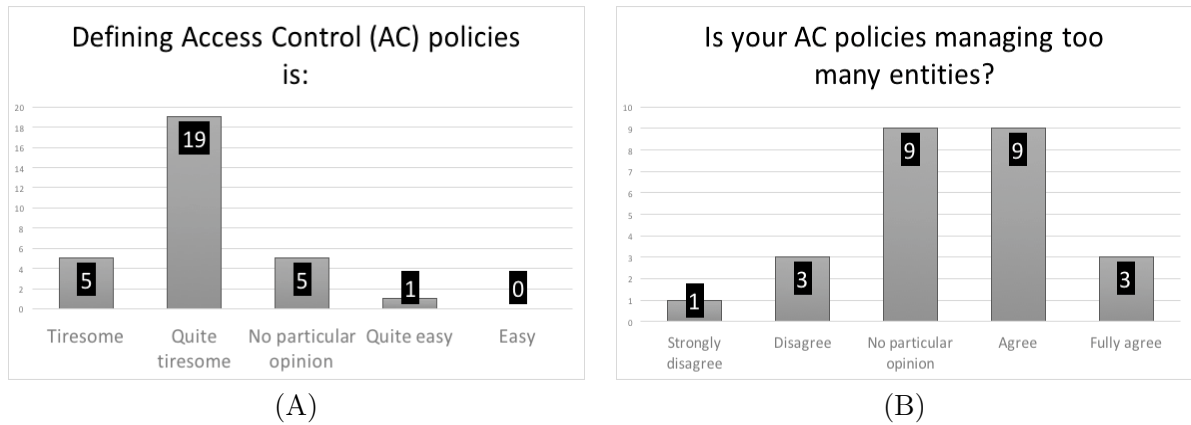 Defining Access Control (AC) policies
is:
20
18
16
14
12
10
8
6
4
2
0
5
19
5
1
0
Tiresome
Quite
tiresome
No particular
opinion
Quite easy
Easy
(A)
Is your AC policies managing too
many entities?
10
9
8
7
6
5
4
3
2
1
0
1
3
9
9
3
Strongly
disagree
Disagree
No particular
opinion
Agree
Fully agree
(B)